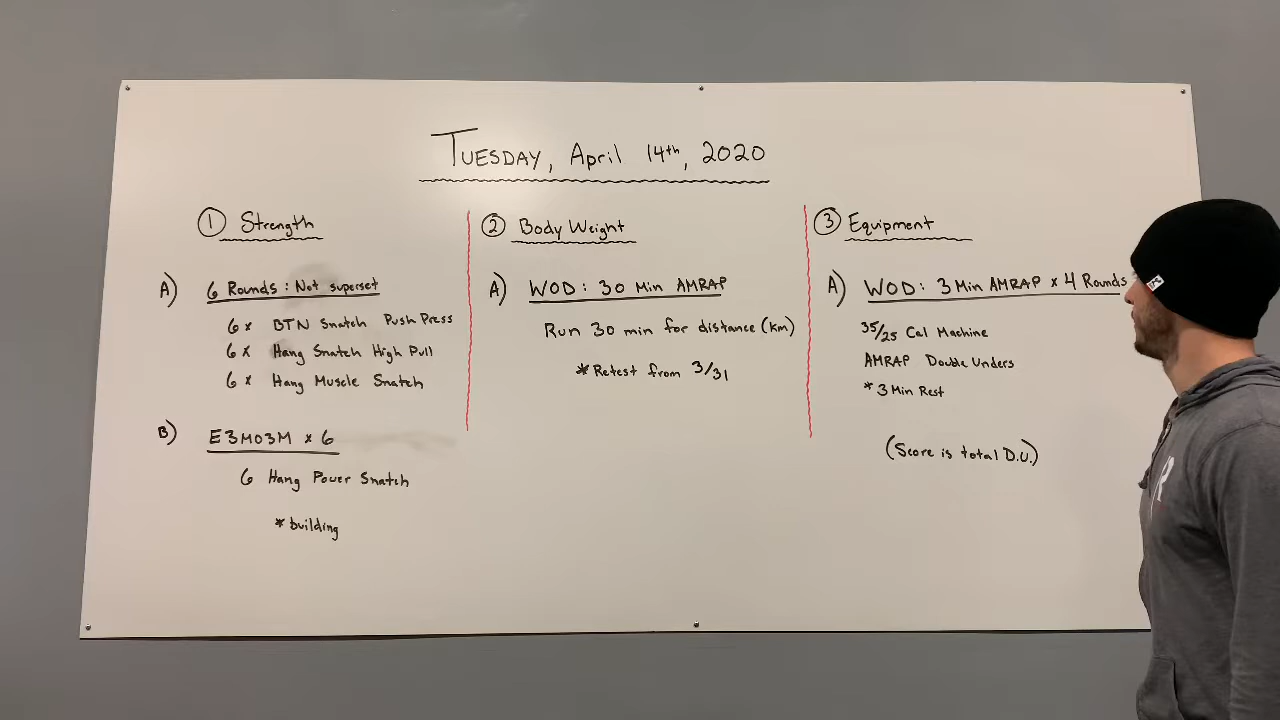 TUESDAY, April 14th, 2020
① Strength
A) 6 Rounds : Not superset
6 x BTN Snatch Push Press
6 x Hang Snatch High Pull
6 x Hang Muscle Snatch
B) E3MO3M x 6
6 Hang Power Snatch
*building
② Body Weight
A) WOD: 30 Min AMRAP
Run 30 min for distance (km)
*Retest from 3/31
③ Equipment
A) WOD: 3 Min AMRAP x 4 Rounds
35/25 Cal Machine
AMRAP Double Unders
* 3 Min Rest
(Score is total D.U.)